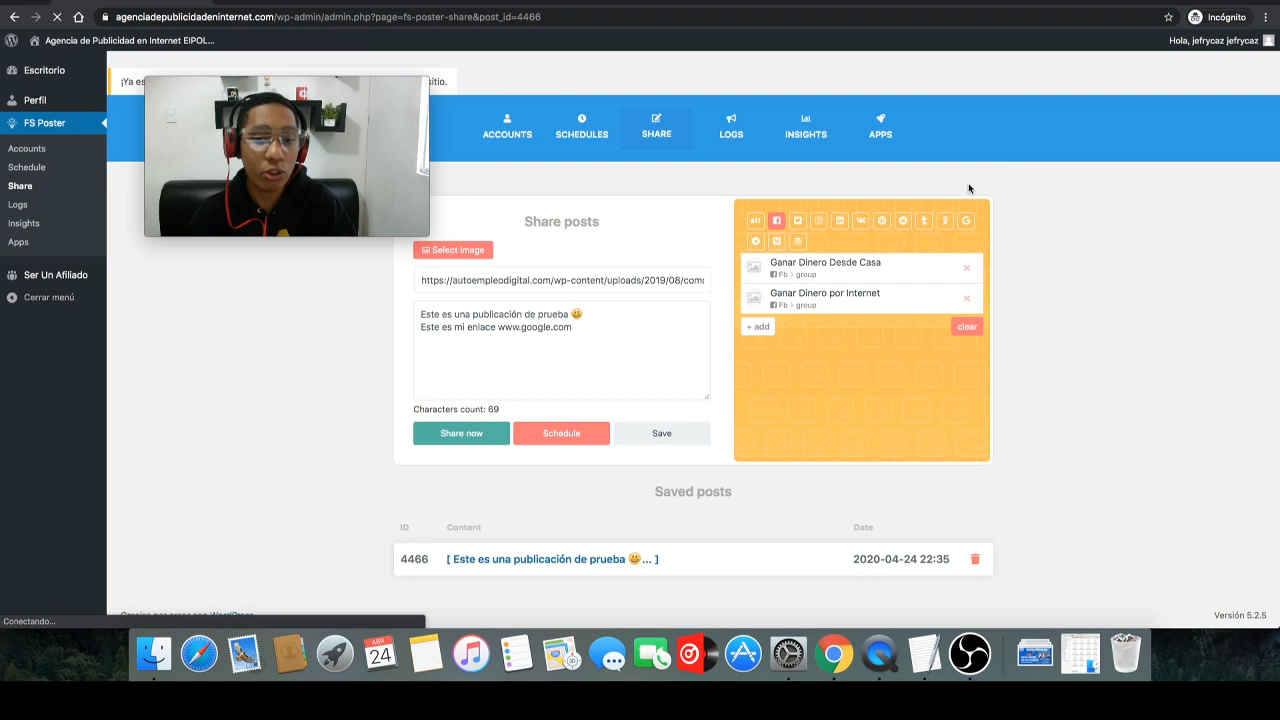 agenciadepublicidadeninternet.com/wp-admin/admin.php?page=fs-poster-share&post_id=4466
Incógnito
Agencia de Publicidad en Internet EIPOL...
Hola, jefrycaz jefrycaz
Escritorio
Perfil
FS Poster
Accounts
Schedule
Share
Logs
Insights
Apps
Ser Un Afiliado
Cerrar menú
¡Ya es
sitio.
ACCOUNTS
SCHEDULES
SHARE
LOGS
INSIGHTS
APPS
Share posts
Select image
https://autoempleodigital.com/wp-content/uploads/2019/08/com
Este es una publicación de prueba 😀
Este es mi enlace www.google.com
Characters count: 69
Share now
Schedule
Save
all
Ganar Dinero Desde Casa
Fb > group
Ganar Dinero por Internet
Fb > group
+ add
clear
Saved posts
ID Content Date
4466 [ Este es una publicación de prueba 😀... ] 2020-04-24 22:35
Versión 5.2.5
Conectando...
ABR
24